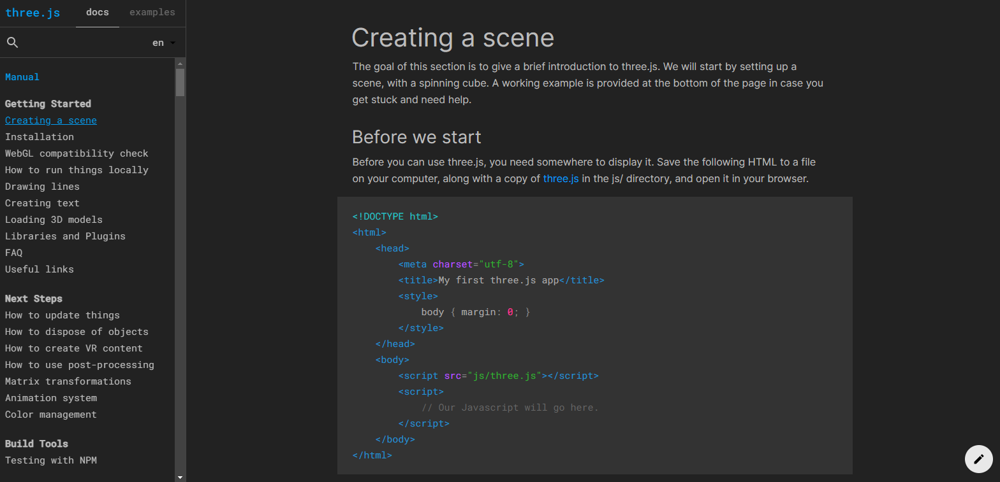 three.js docs examples
en
Manual
Getting Started
Creating a scene
Installation
WebGL compatibility check
How to run things locally
Drawing lines
Creating text
Loading 3D models
Libraries and Plugins
FAQ
Useful links
Next Steps
How to update things
How to dispose of objects
How to create VR content
How to use post-processing
Matrix transformations
Animation system
Color management
Build Tools
Testing with NPM
Creating a scene
The goal of this section is to give a brief introduction to three.js. We will start by setting up a
scene, with a spinning cube. A working example is provided at the bottom of the page in case you
get stuck and need help.
Before we start
Before you can use three.js, you need somewhere to display it. Save the following HTML to a file
on your computer, along with a copy of three.js in the js/ directory, and open it in your browser.
<!DOCTYPE html>
<html>
    <head>
        <meta charset="utf-8">
        <title>My first three.js app</title>
        <style>
            body { margin: 0; }
        </style>
    </head>
    <body>
        <script src="js/three.js"></script>
        <script>
            // Our Javascript will go here.
        </script>
    </body>
</html>